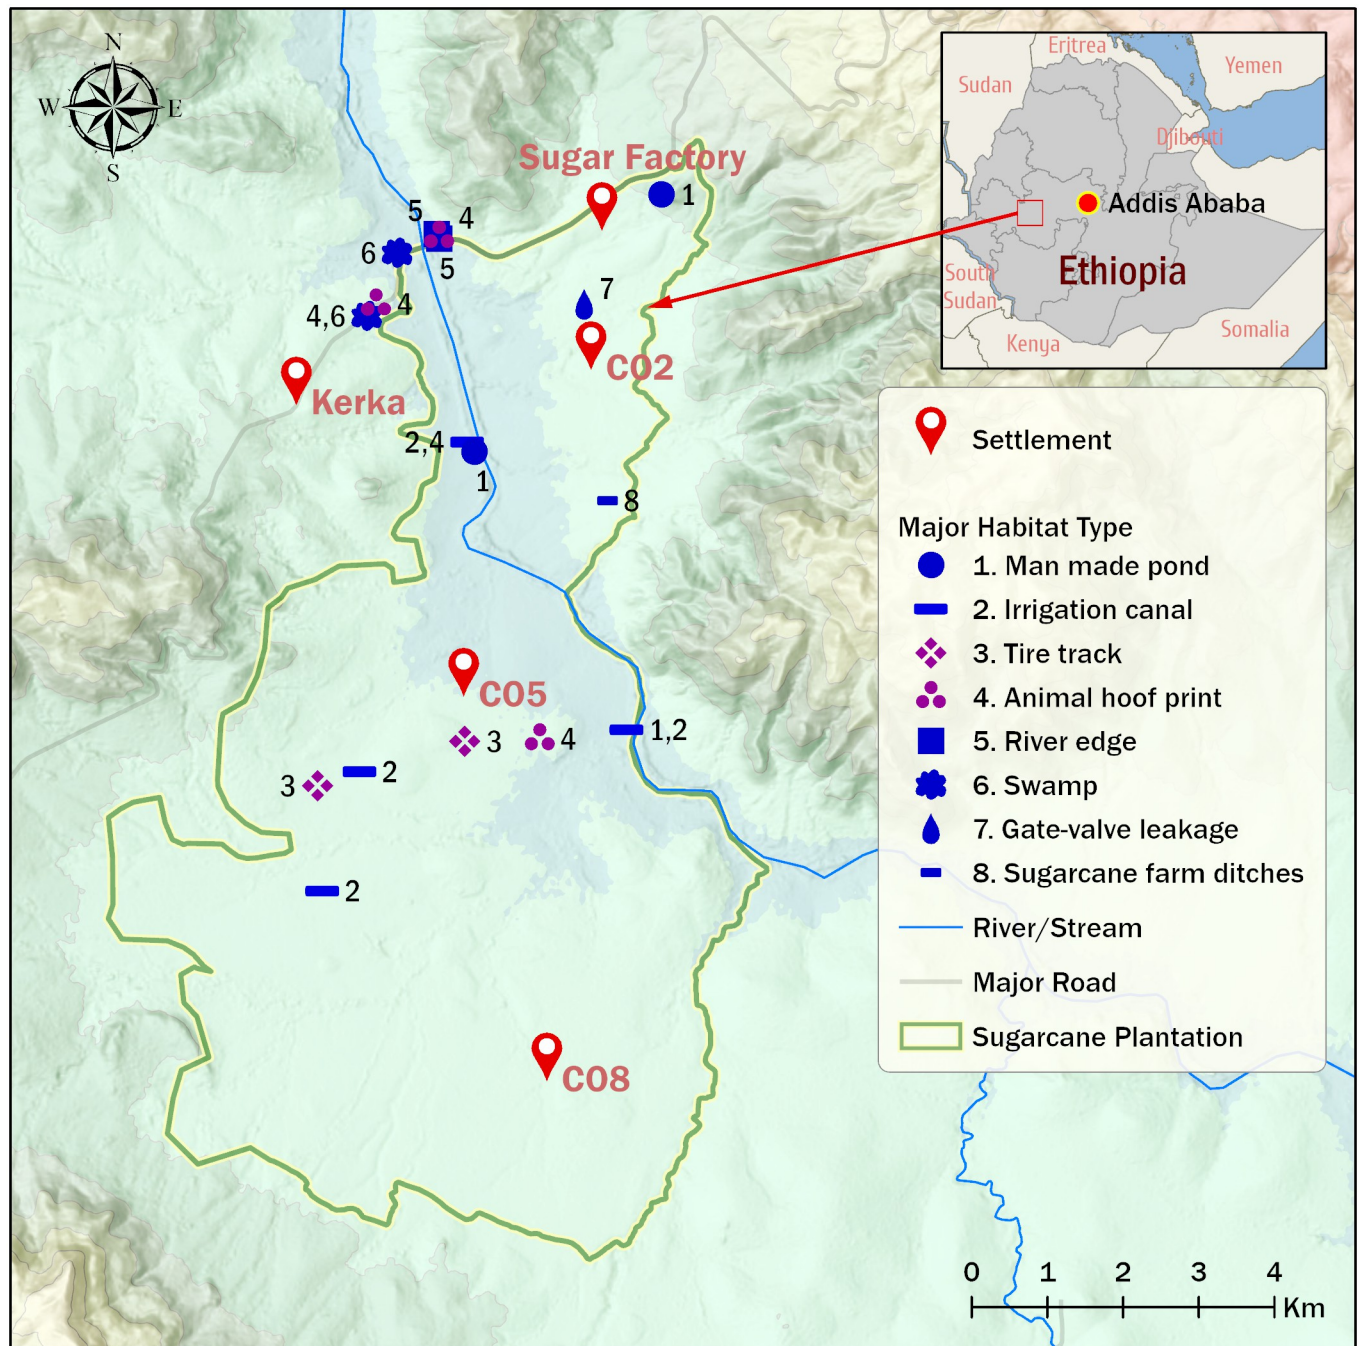 N
W E
S
Sugar Factory
1
5 4
6
5
7
4,6 4
CO2
Kerka
2,4
1
8
CO5
3 4 1,2
3 2
2
CO8
Eritrea
Sudan
Yemen
Djibouti
Addis Ababa
South
Sudan
Ethiopia
Kenya
Somalia
Settlement
Major Habitat Type
1. Man made pond
2. Irrigation canal
3. Tire track
4. Animal hoof print
5. River edge
6. Swamp
7. Gate-valve leakage
8. Sugarcane farm ditches
River/Stream
Major Road
Sugarcane Plantation
0 1 2 3 4
Km